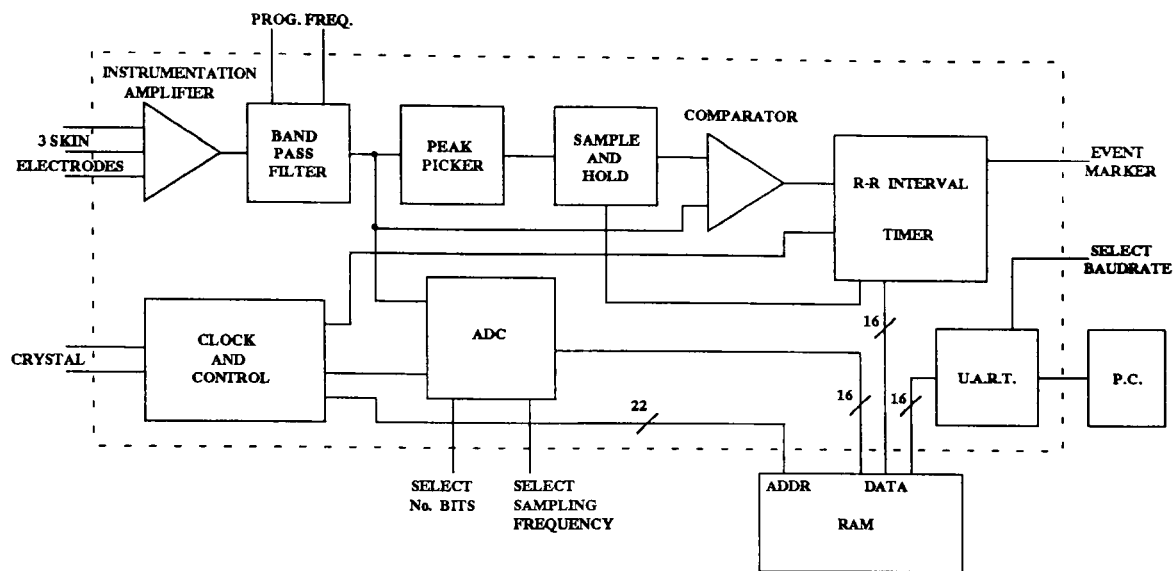 PROG. FREQ.
INSTRUMENTATION
AMPLIFIER
3 SKIN
ELECTRODES
BAND
PASS
FILTER
PEAK
PICKER
SAMPLE
AND
HOLD
COMPARATOR
R-R INTERVAL
TIMER
EVENT
MARKER
SELECT
BAUDRATE
CRYSTAL
CLOCK
AND
CONTROL
ADC
16
U.A.R.T.
P.C.
22
16
16
SELECT
No. BITS
SELECT
SAMPLING
FREQUENCY
ADDR
DATA
RAM